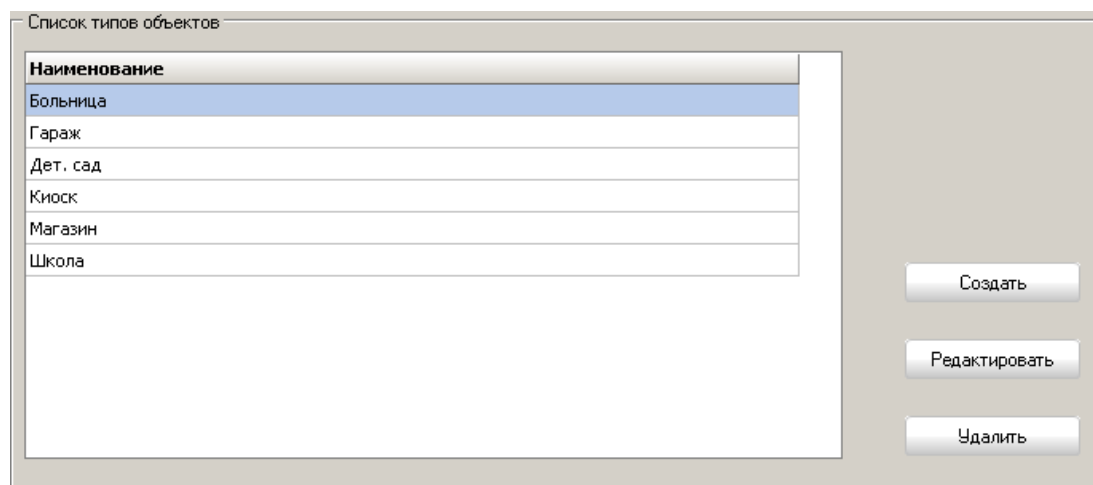 Список типов объектов
Наименование
Больница
Гараж
Дет. сад
Киоск
Магазин
Школа
Создать
Редактировать
Удалить